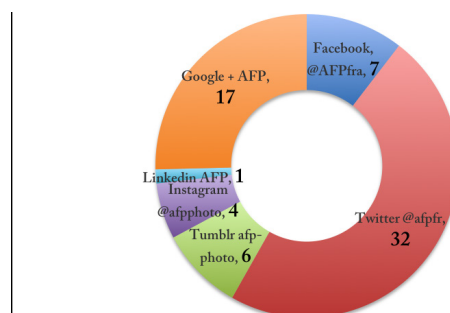 Facebook,
@AFPfra, 7
Google + AFP,
17
Linkedin AFP, 1
Instagram
@afpphoto, 4
Twitter @afpfr,
32
Tumblr afp-
photo, 6